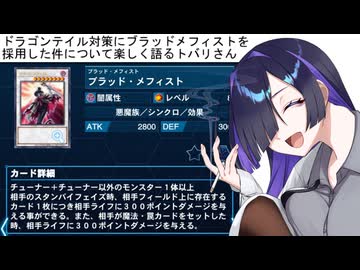 ドラゴンテイル対策にブラッドメフィストを
採用した件について楽しく語るトバリさん
ブラッド・メフィスト
ブラッド・メフィスト
闇属性
レベル
8
悪魔族/シンクロ/効果
ATK
2800
DEF
カード詳細
チューナー+チューナー以外のモンスター1体以上
相手のスタンバイフェイズ時、相手フィールド上に存在する
カード1枚につき相手ライフに300ポイントダメージを与
える事ができる。また、相手が魔法・罠カードをセットした
時、相手ライフに300ポイントダメージを与える。